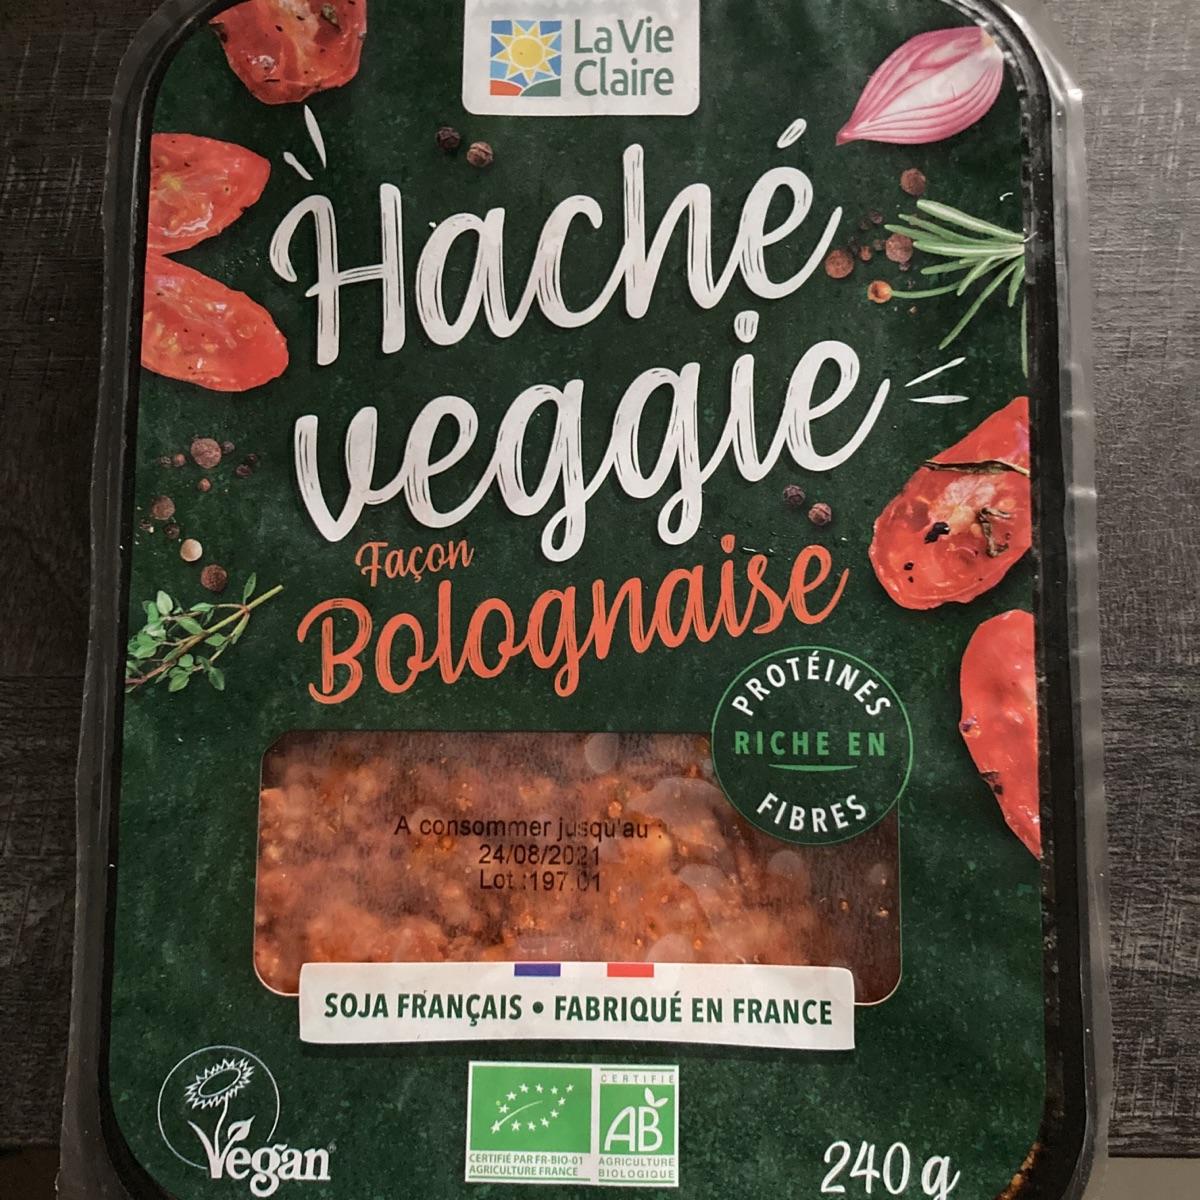 La Vie
Claire
Haché
veggie
Façon
Bolognaise
PROTÉINES
RICHE EN
FIBRES
A consommer jusqu'au :
24/08/2021
Lot :197.01
SOJA FRANÇAIS • FABRIQUÉ EN FRANCE
Vegan
CERTIFIÉ PAR FR-BIO-01
AGRICULTURE FRANCE
CERTIFIÉ
AB
AGRICULTURE
BIOLOGIQUE
240 g